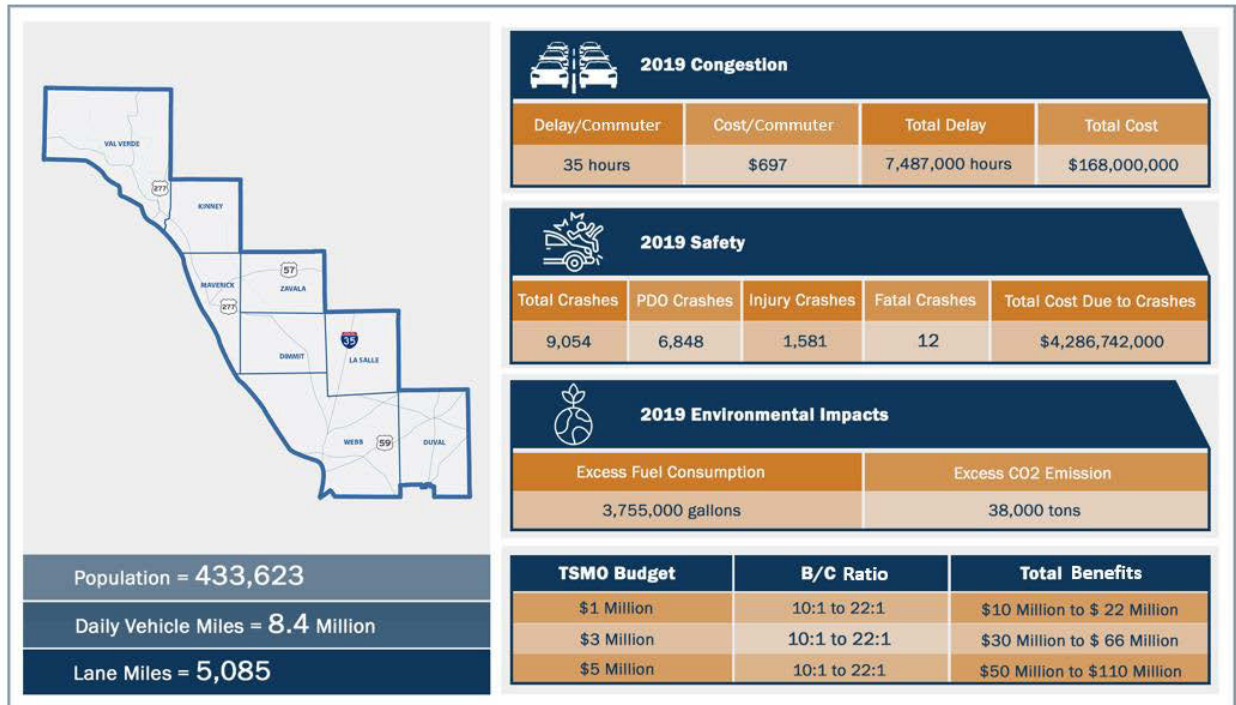 VAL VERDE
277
KINNEY
57
MAVERICK
ZAVALA
277
35
DIMMIT
LA SALLE
WEBB
59
DUVAL
Population = 433,623
Daily Vehicle Miles = 8.4 Million
Lane Miles = 5,085
2019 Congestion
Delay/Commuter Cost/Commuter Total Delay Total Cost
35 hours $697 7,487,000 hours $168,000,000
2019 Safety
Total Crashes PDO Crashes Injury Crashes Fatal Crashes Total Cost Due to Crashes
9,054 6,848 1,581 12 $4,286,742,000
2019 Environmental Impacts
Excess Fuel Consumption Excess CO2 Emission
3,755,000 gallons 38,000 tons
TSMO Budget B/C Ratio Total Benefits
$1 Million 10:1 to 22:1 $10 Million to $ 22 Million
$3 Million 10:1 to 22:1 $30 Million to $ 66 Million
$5 Million 10:1 to 22:1 $50 Million to $110 Million